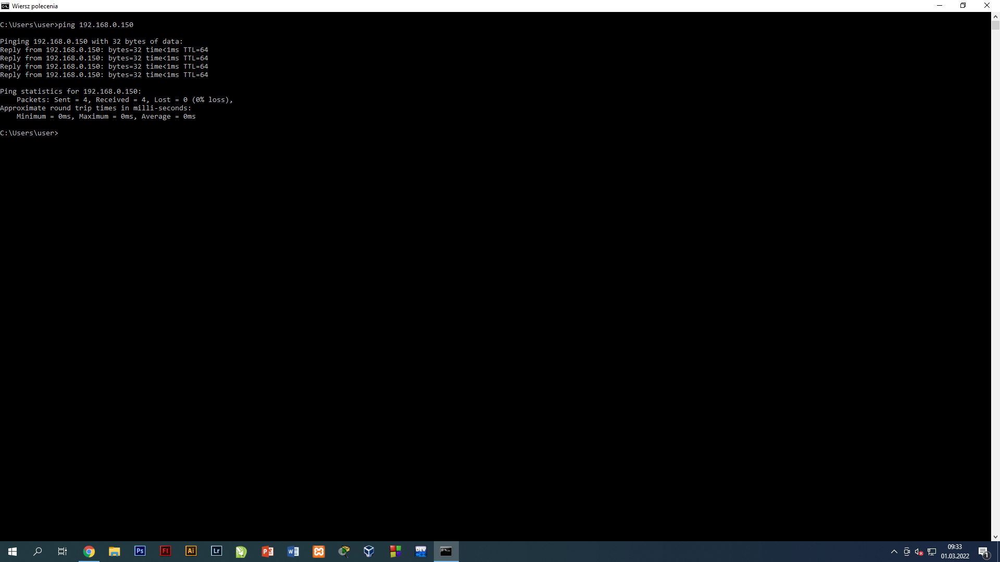 Wiersz polecenia
C:\Users\user>ping 192.168.0.150
Pinging 192.168.0.150 with 32 bytes of data:
Reply from 192.168.0.150: bytes=32 time<1ms TTL=64
Reply from 192.168.0.150: bytes=32 time<1ms TTL=64
Reply from 192.168.0.150: bytes=32 time<1ms TTL=64
Reply from 192.168.0.150: bytes=32 time<1ms TTL=64
Ping statistics for 192.168.0.150:
    Packets: Sent = 4, Received = 4, Lost = 0 (0% loss),
Approximate round trip times in milli-seconds:
    Minimum = 0ms, Maximum = 0ms, Average = 0ms
C:\Users\user>
Ps Fl Ai Lr P W DEV C:\_
09:33
01.03.2022
1